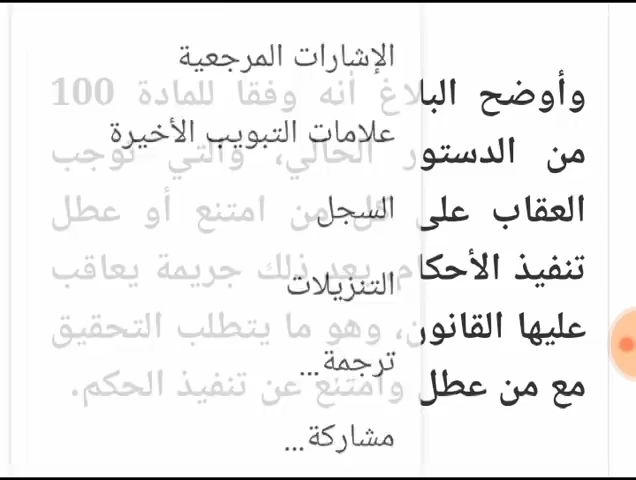 الإشارات المرجعية
علامات التبويب الأخيرة
السجل
التنزيلات
ترجمة...
مشاركة...
وأوضح البلاغ أنه وفقا للمادة 100
من الدستور الحالي، والتي توجب
العقاب على كل من امتنع أو عطل
تنفيذ الأحكام يعد ذلك جريمة يعاقب
عليها القانون، وهو ما يتطلب التحقيق
مع من عطل وامتنع عن تنفيذ الحكم.